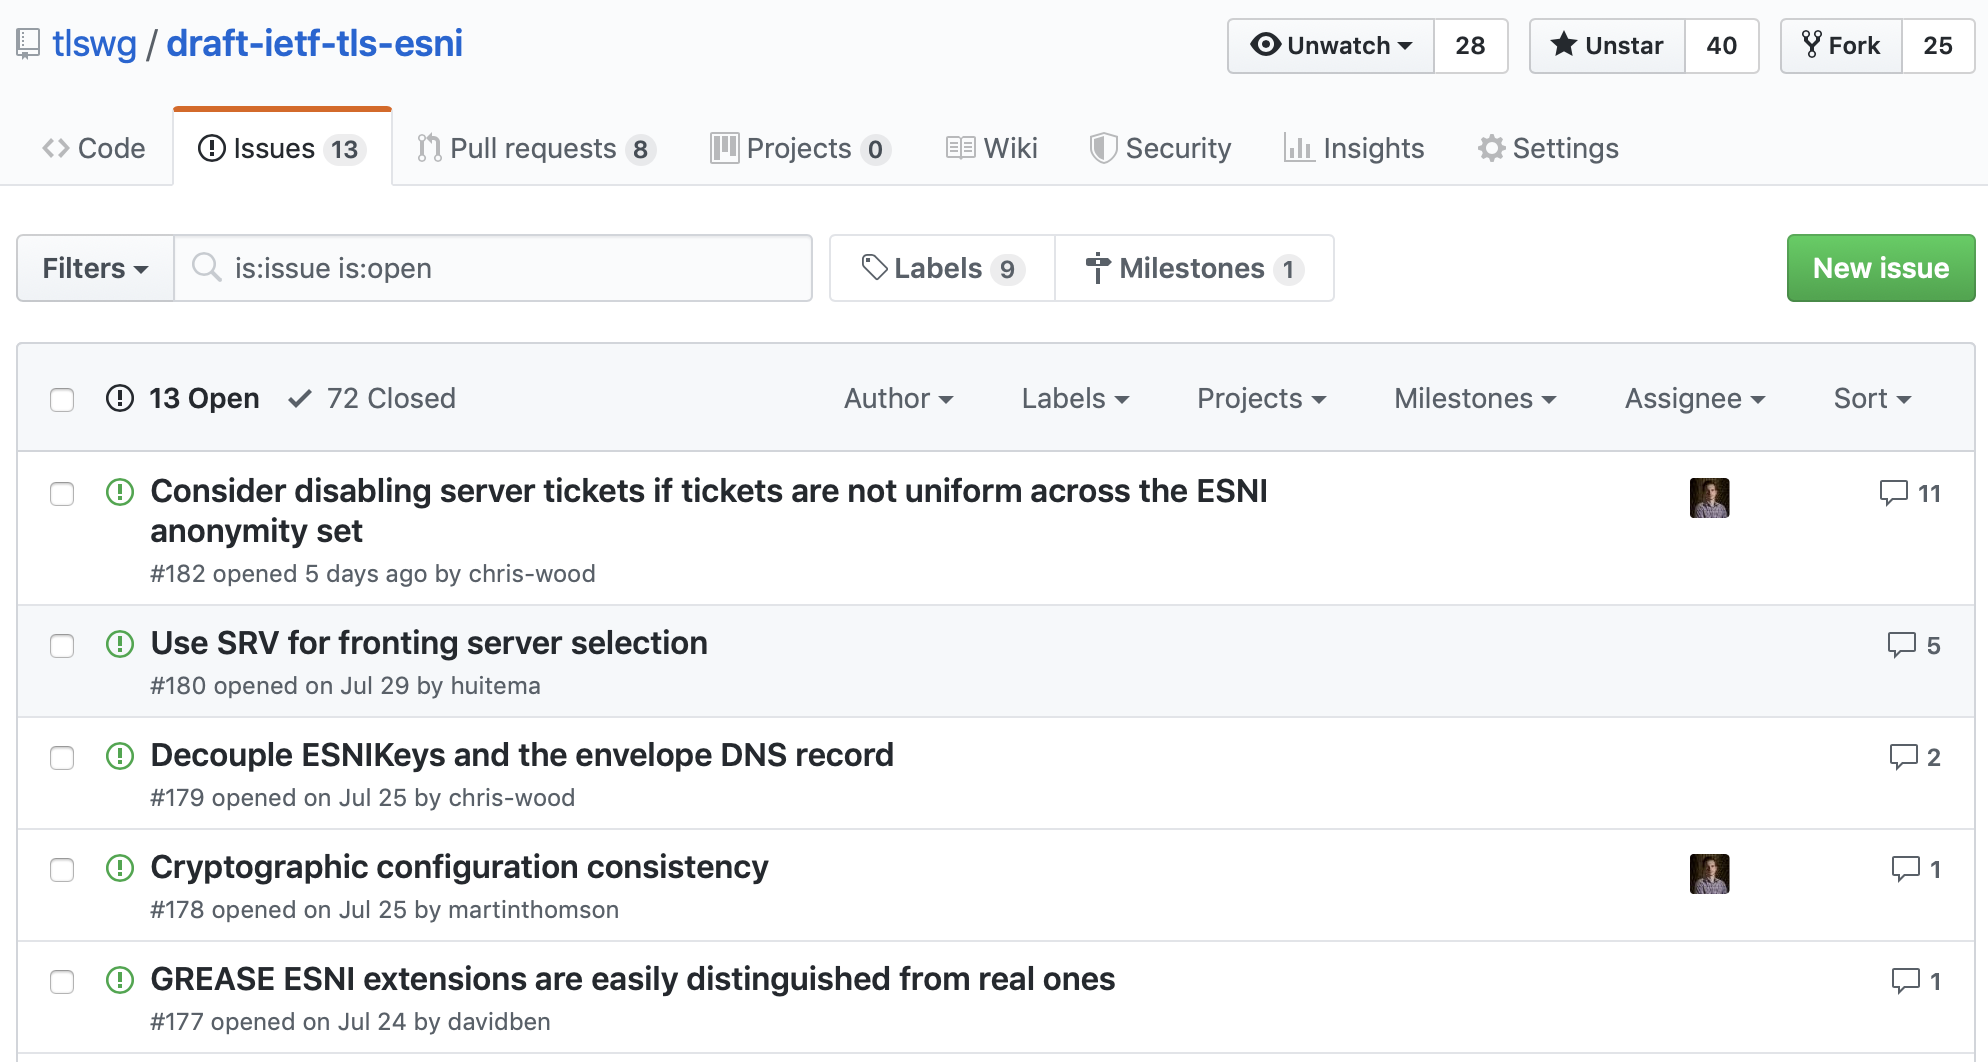 tlswg / draft-ietf-tls-esni
Unwatch 28
Unstar 40
Fork 25
Code
Issues 13
Pull requests 8
Projects 0
Wiki
Security
Insights
Settings
Filters
is:issue is:open
Labels 9
Milestones 1
New issue
13 Open
72 Closed
Author
Labels
Projects
Milestones
Assignee
Sort
Consider disabling server tickets if tickets are not uniform across the ESNI
anonymity set
11
#182 opened 5 days ago by chris-wood
Use SRV for fronting server selection
5
#180 opened on Jul 29 by huitema
Decouple ESNIKeys and the envelope DNS record
2
#179 opened on Jul 25 by chris-wood
Cryptographic configuration consistency
1
#178 opened on Jul 25 by martinthomson
GREASE ESNI extensions are easily distinguished from real ones
1
#177 opened on Jul 24 by davidben